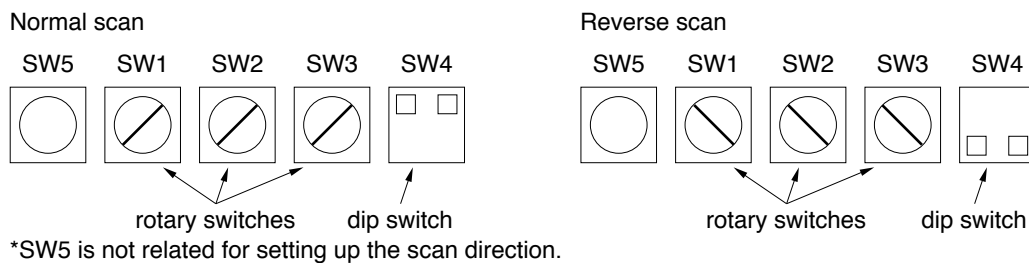 Normal scan
Reverse scan
SW5 SW1 SW2 SW3 SW4
SW5 SW1 SW2 SW3 SW4
rotary switches dip switch
rotary switches dip switch
*SW5 is not related for setting up the scan direction.